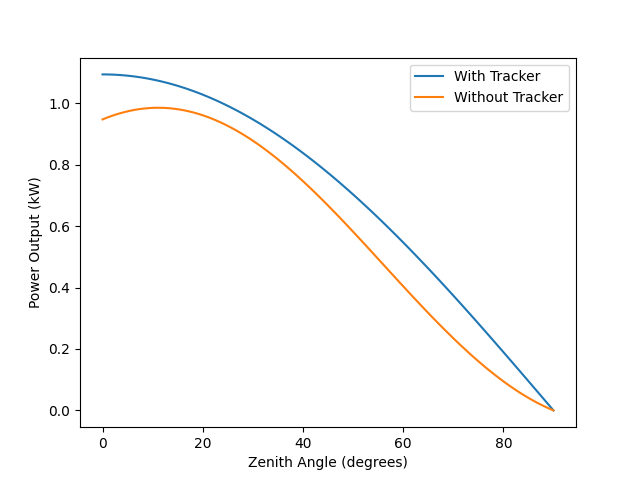 With Tracker
Without Tracker
1.0
0.8
0.6
0.4
0.2
0.0
Power Output (kW)
0 20 40 60 80
Zenith Angle (degrees)